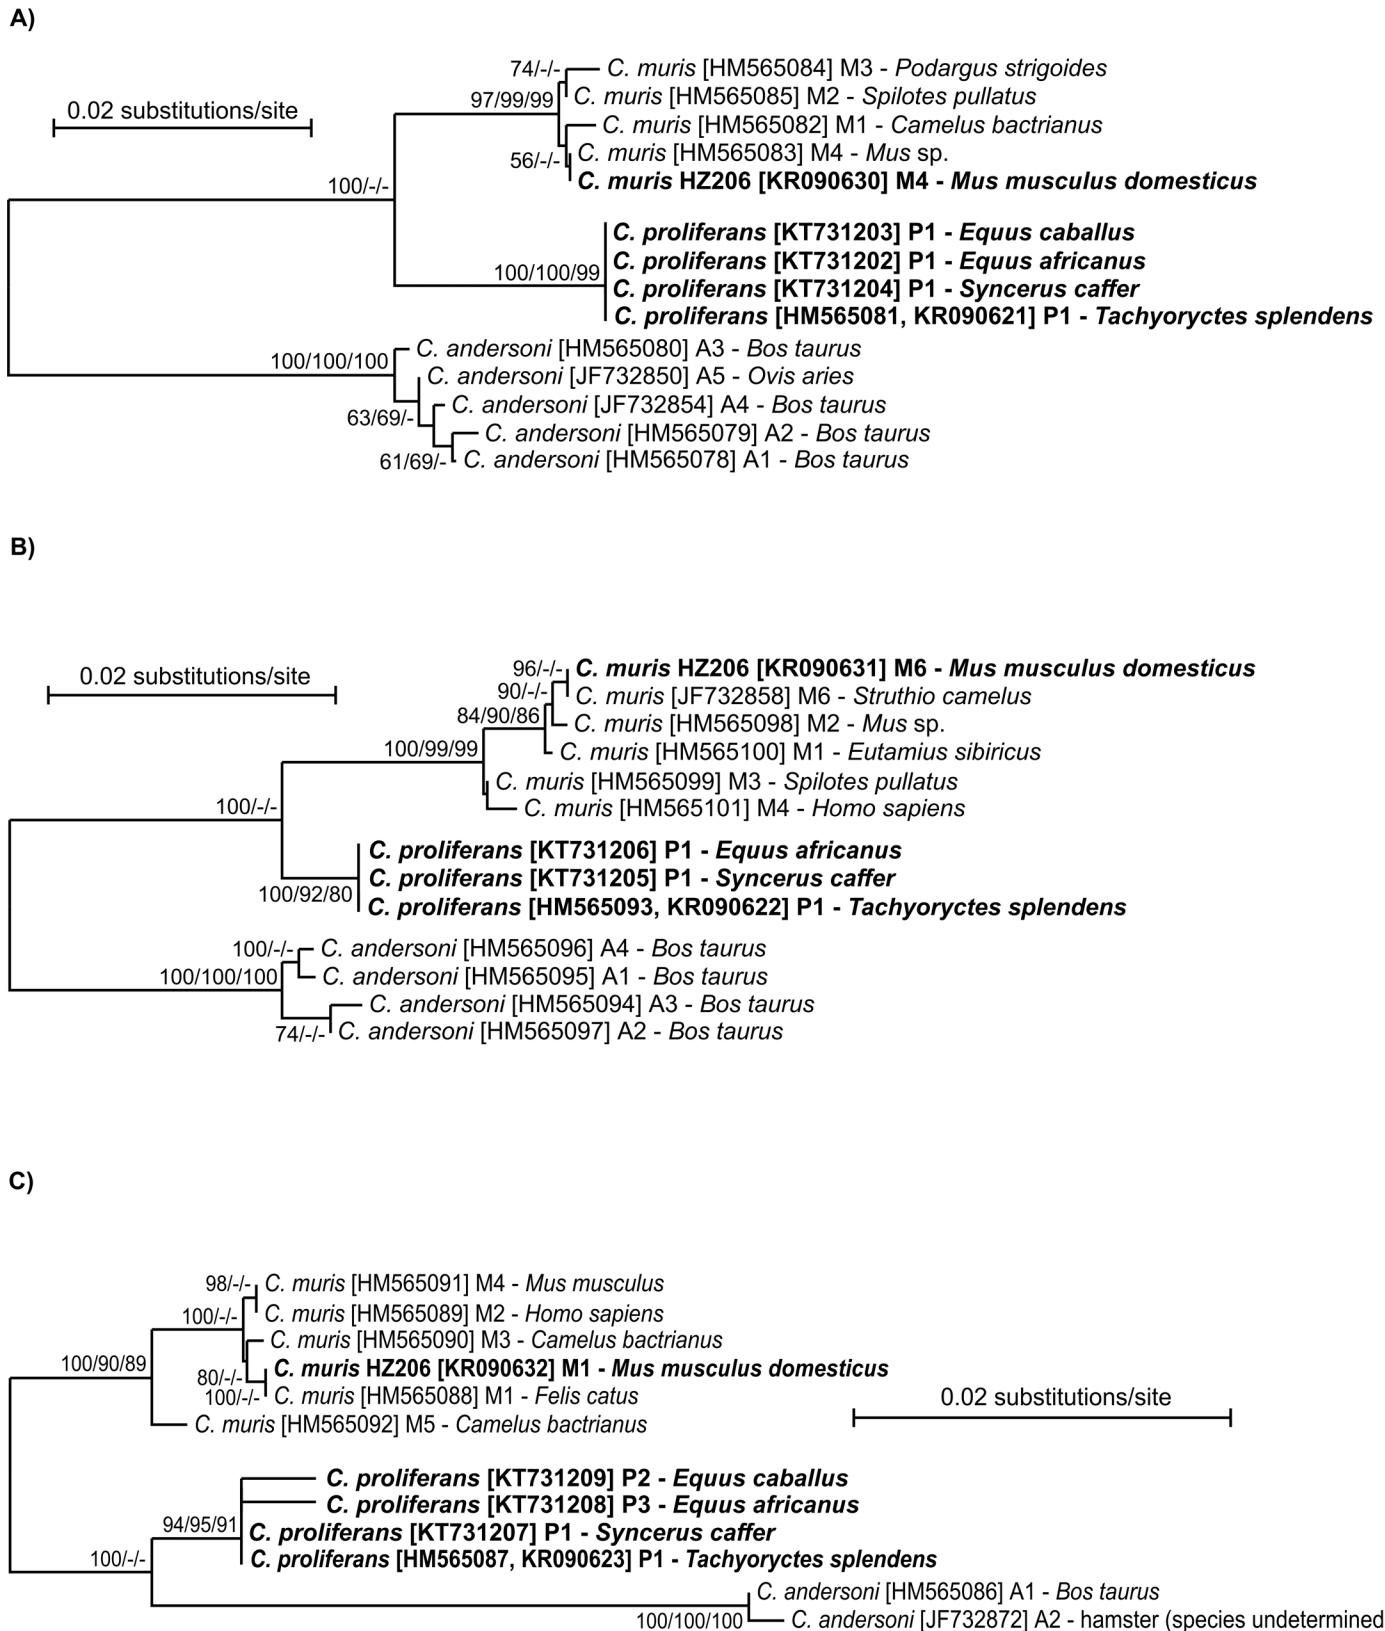 A)
0.02 substitutions/site
74/-/-
C. muris [HM565084] M3 - Podargus strigoides
97/99/99
C. muris [HM565085] M2 - Spilotes pullatus
C. muris [HM565082] M1 - Camelus bactrianus
56/-/-
C. muris [HM565083] M4 - Mus sp.
C. muris HZ206 [KR090630] M4 - Mus musculus domesticus
100/-/-
C. proliferans [KT731203] P1 - Equus caballus
C. proliferans [KT731202] P1 - Equus africanus
100/100/99
C. proliferans [KT731204] P1 - Syncerus caffer
C. proliferans [HM565081, KR090621] P1 - Tachyoryctes splendens
100/100/100
C. andersoni [HM565080] A3 - Bos taurus
C. andersoni [JF732850] A5 - Ovis aries
63/69/-
C. andersoni [JF732854] A4 - Bos taurus
C. andersoni [HM565079] A2 - Bos taurus
61/69/-
C. andersoni [HM565078] A1 - Bos taurus
B)
0.02 substitutions/site
96/-/-
C. muris HZ206 [KR090631] M6 - Mus musculus domesticus
90/-/-
C. muris [JF732858] M6 - Struthio camelus
84/90/86
C. muris [HM565098] M2 - Mus sp.
100/99/99
C. muris [HM565100] M1 - Eutamius sibiricus
C. muris [HM565099] M3 - Spilotes pullatus
C. muris [HM565101] M4 - Homo sapiens
100/-/-
C. proliferans [KT731206] P1 - Equus africanus
C. proliferans [KT731205] P1 - Syncerus caffer
100/92/80
C. proliferans [HM565093, KR090622] P1 - Tachyoryctes splendens
100/-/-
C. andersoni [HM565096] A4 - Bos taurus
100/100/100
C. andersoni [HM565095] A1 - Bos taurus
C. andersoni [HM565094] A3 - Bos taurus
74/-/-
C. andersoni [HM565097] A2 - Bos taurus
C)
98/-/-
C. muris [HM565091] M4 - Mus musculus
100/-/-
C. muris [HM565089] M2 - Homo sapiens
C. muris [HM565090] M3 - Camelus bactrianus
100/90/89
C. muris HZ206 [KR090632] M1 - Mus musculus domesticus
80/-/-
100/-/-
C. muris [HM565088] M1 - Felis catus
0.02 substitutions/site
C. muris [HM565092] M5 - Camelus bactrianus
C. proliferans [KT731209] P2 - Equus caballus
C. proliferans [KT731208] P3 - Equus africanus
94/95/91
C. proliferans [KT731207] P1 - Syncerus caffer
100/-/-
C. proliferans [HM565087, KR090623] P1 - Tachyoryctes splendens
C. andersoni [HM565086] A1 - Bos taurus
100/100/100
C. andersoni [JF732872] A2 - hamster (species undetermined